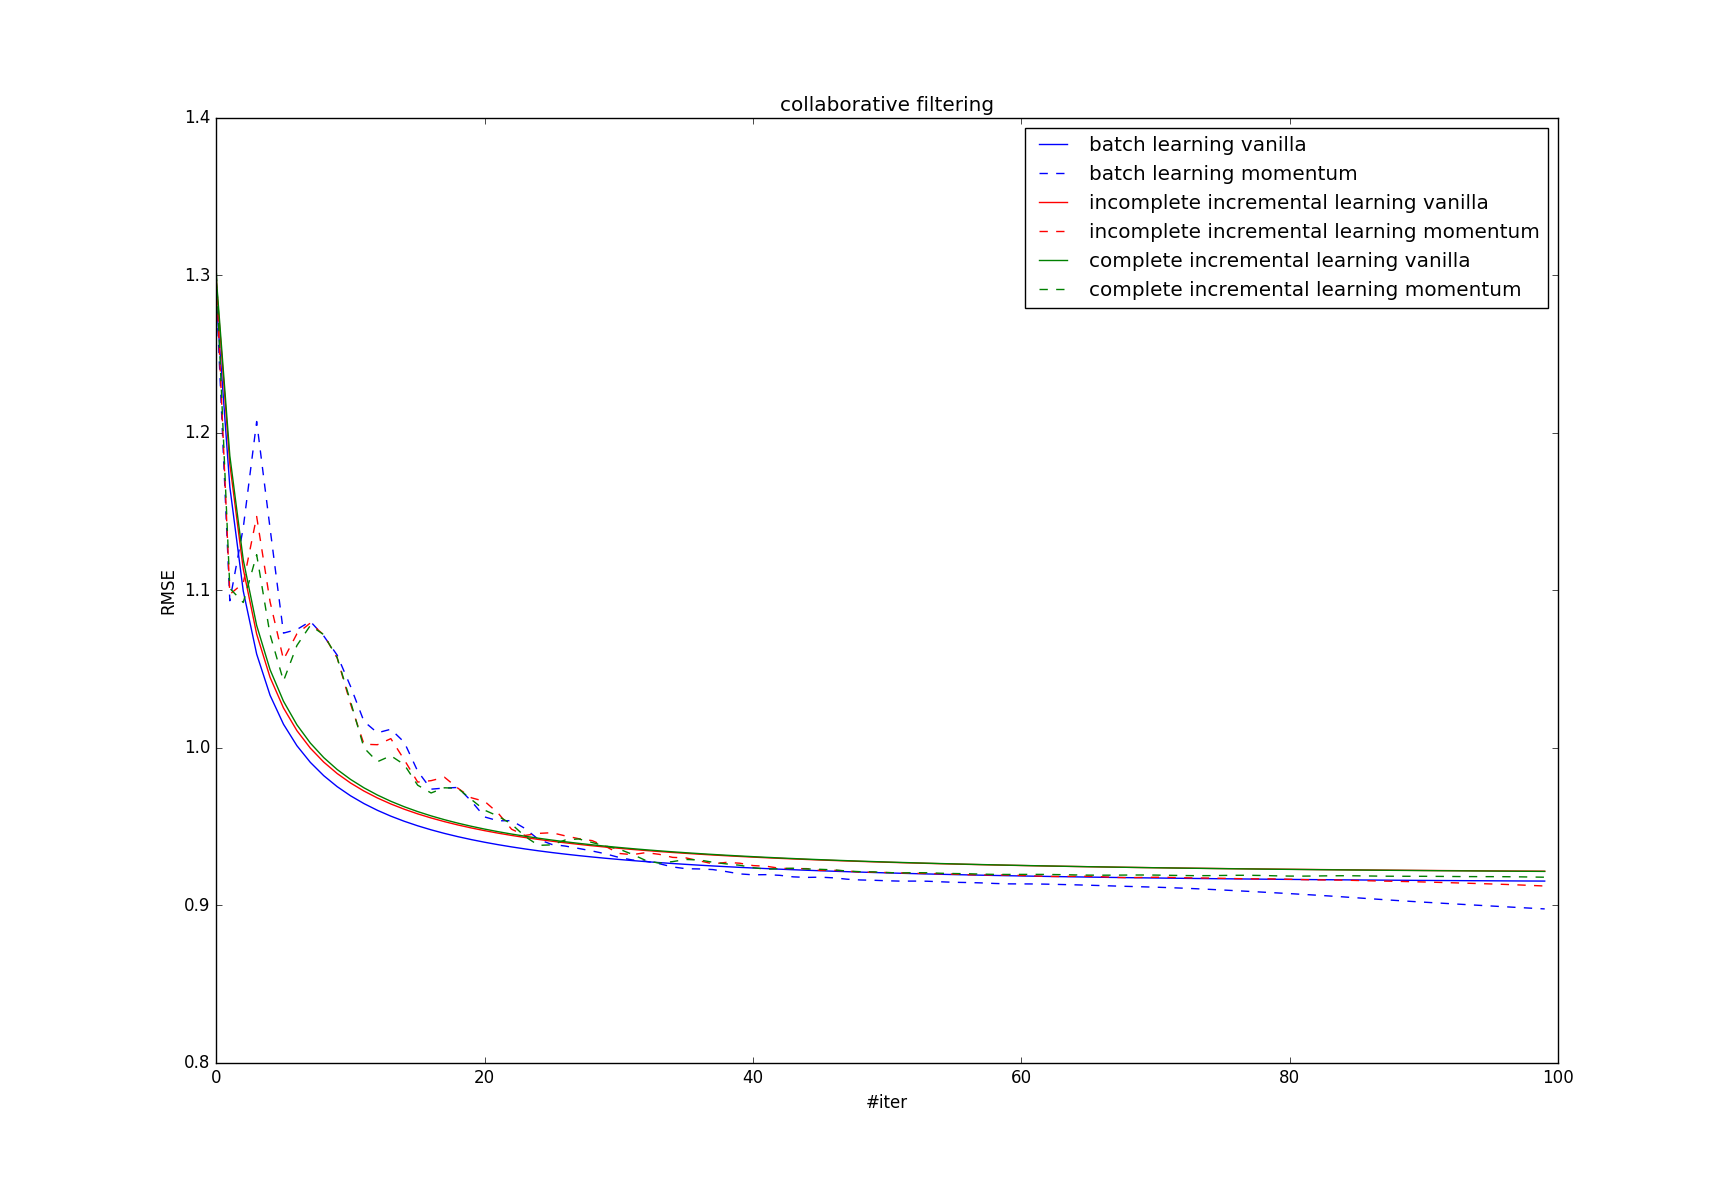 collaborative filtering
1.4
1.3
1.2
1.1
1.0
0.9
0.8
RMSE
batch learning vanilla
batch learning momentum
incomplete incremental learning vanilla
incomplete incremental learning momentum
complete incremental learning vanilla
complete incremental learning momentum
0 20 40 60 80 100
#iter